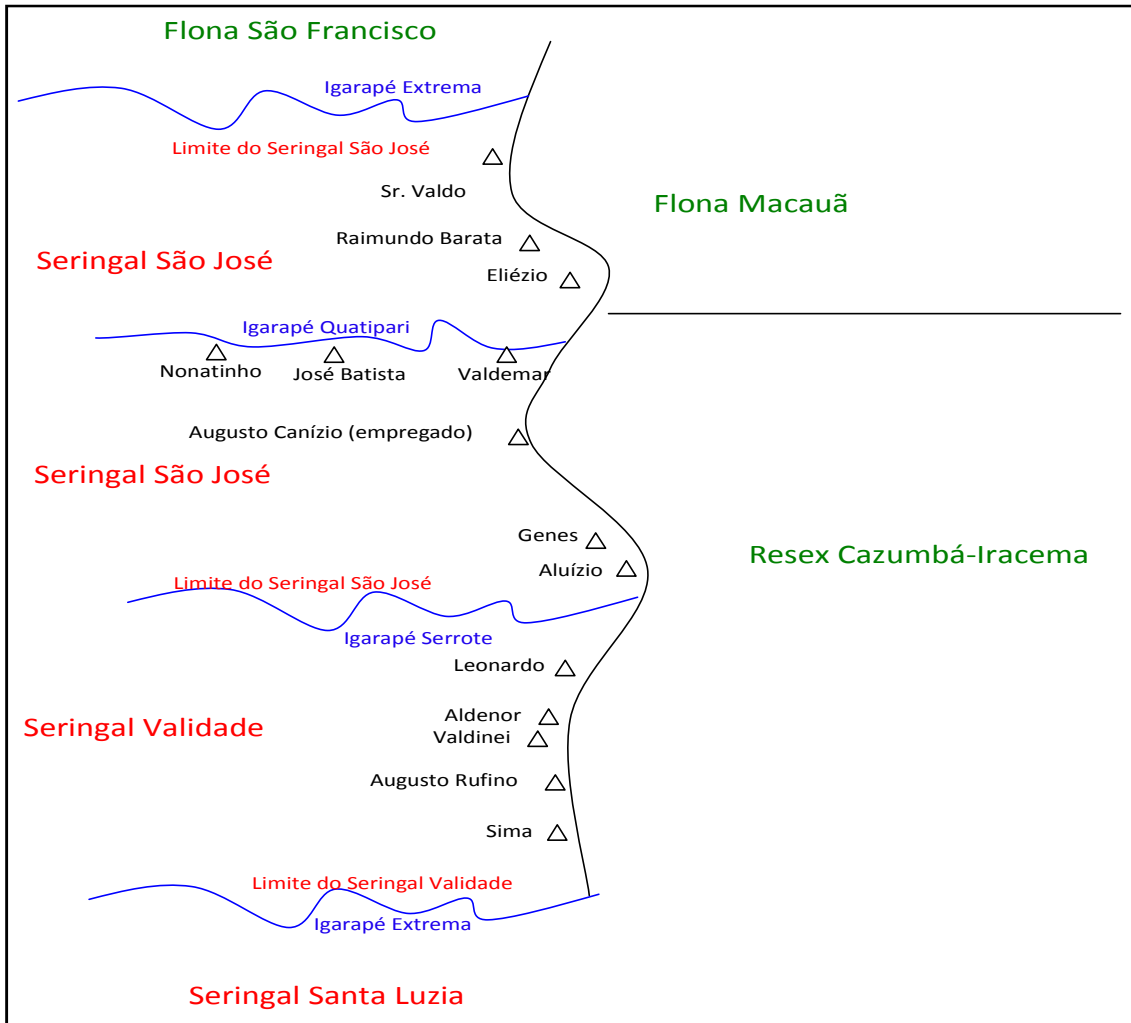 Flona São Francisco
Igarapé Extrema
Limite do Seringal São José
Sr. Valdo
Flona Macauã
Raimundo Barata
Seringal São José
Eliézio
Igarapé Quatipari
Nonatinho
José Batista
Valdemar
Augusto Canízio (empregado)
Seringal São José
Genes
Resex Cazumbá-Iracema
Aluízio
Limite do Seringal São José
Igarapé Serrote
Leonardo
Aldenor
Seringal Validade
Valdinei
Augusto Rufino
Sima
Limite do Seringal Validade
Igarapé Extrema
Seringal Santa Luzia